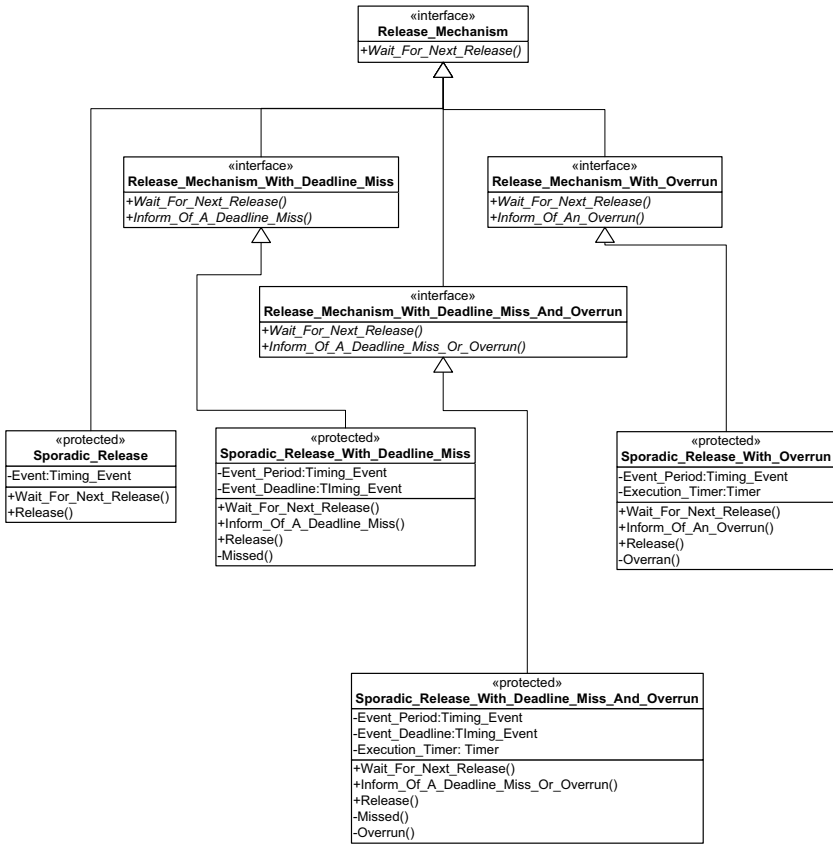 «interface»
Release_Mechanism
+Wait_For_Next_Release()
«interface»
Release_Mechanism_With_Deadline_Miss
+Wait_For_Next_Release()
+Inform_Of_A_Deadline_Miss()
«interface»
Release_Mechanism_With_Overrun
+Wait_For_Next_Release()
+Inform_Of_An_Overrun()
«interface»
Release_Mechanism_With_Deadline_Miss_And_Overrun
+Wait_For_Next_Release()
+Inform_Of_A_Deadline_Miss_Or_Overrun()
«protected»
Sporadic_Release
-Event:Timing_Event
+Wait_For_Next_Release()
+Release()
«protected»
Sporadic_Release_With_Deadline_Miss
-Event_Period:Timing_Event
-Event_Deadline:TIming_Event
+Wait_For_Next_Release()
+Inform_Of_A_Deadline_Miss()
+Release()
-Missed()
«protected»
Sporadic_Release_With_Overrun
-Event_Period:Timing_Event
-Execution_Timer:Timer
+Wait_For_Next_Release()
+Inform_Of_An_Overrun()
+Release()
-Overran()
«protected»
Sporadic_Release_With_Deadline_Miss_And_Overrun
-Event_Period:Timing_Event
-Event_Deadline:TIming_Event
-Execution_Timer: Timer
+Wait_For_Next_Release()
+Inform_Of_A_Deadline_Miss_Or_Overrun()
+Release()
-Missed()
-Overrun()